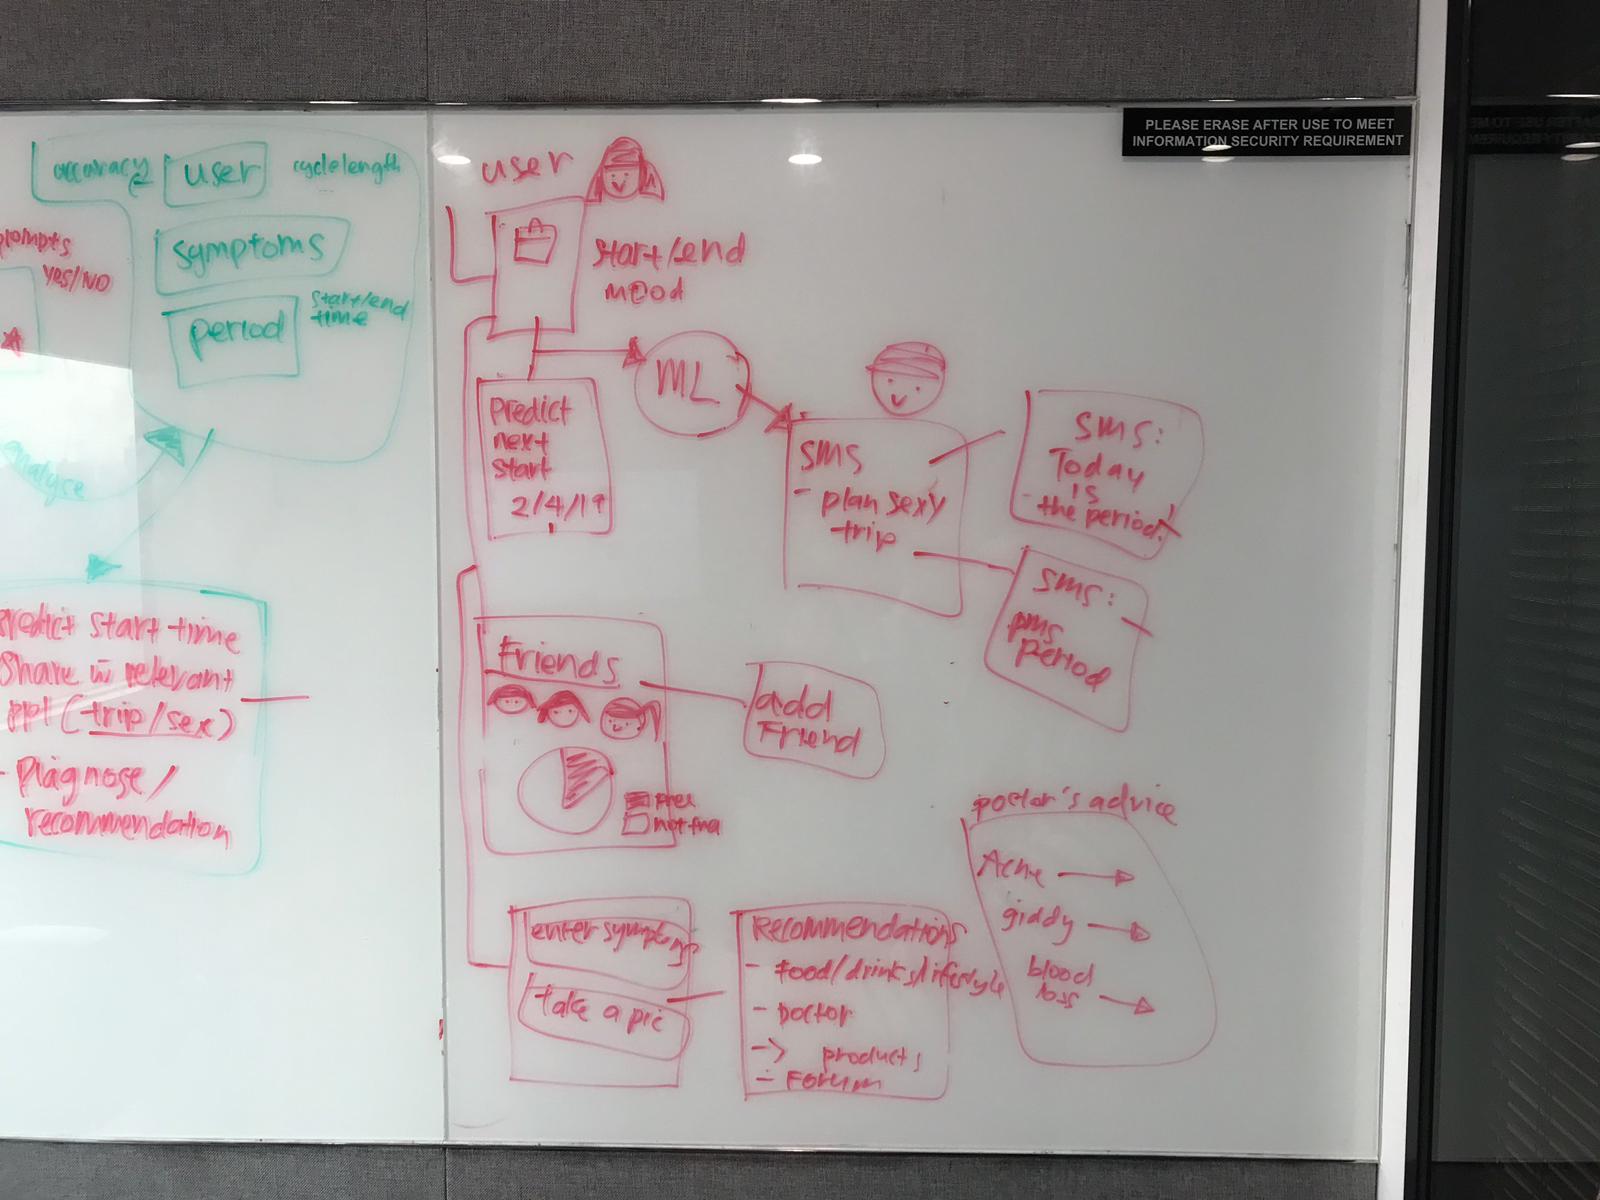 PLEASE ERASE AFTER USE TO MEET
INFORMATION SECURITY REQUIREMENT
accuracy
user
cycle length
symptoms
period
start/end
time
prompts
YES/NO
analyse
predict start time
share w relevant
ppl (trip/sex)
- Diagnose /
recommendation
user
start/end
mood
ML
predict
next
start
2/4/19
SMS
- plan sexy
trip
SMS:
Today
is
the period!
SMS:
pms
period
Friends
add
Friend
not
enter symptoms
take a pic
Recommendations
- food/drinks/lifestyle
- Doctor
-> products
- Forum
Doctor's advice
Acne
giddy
blood
loss